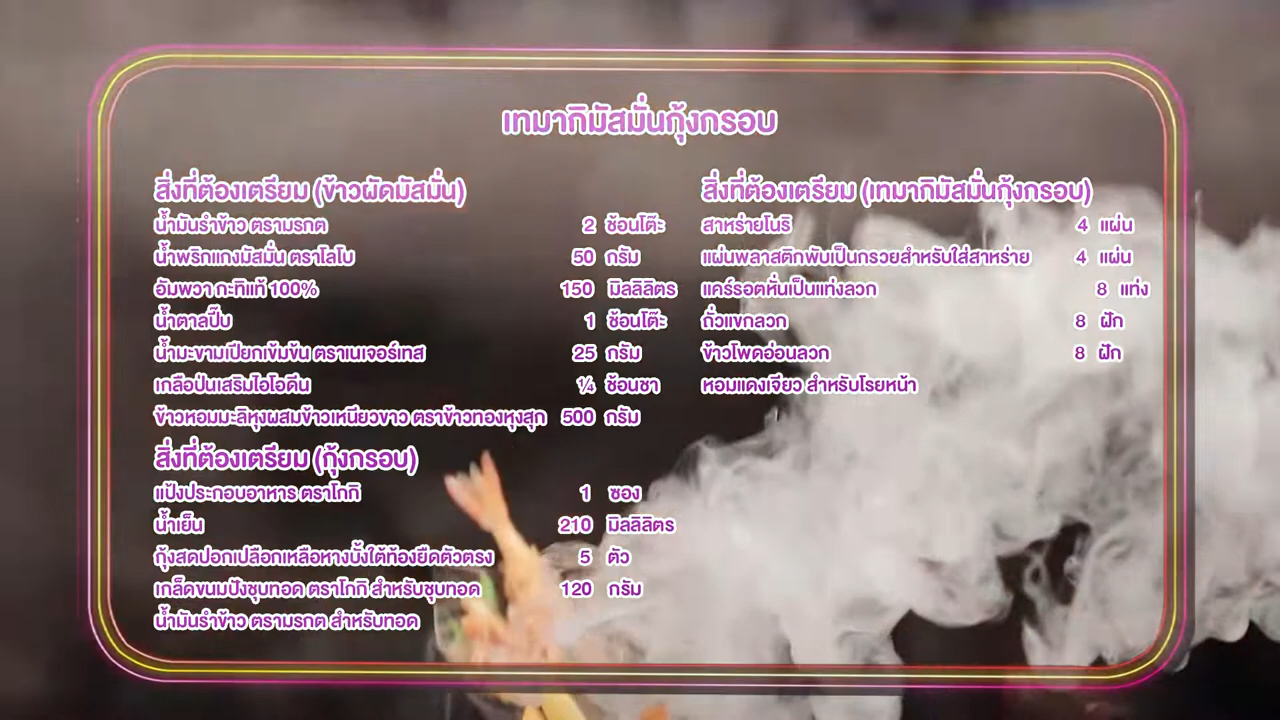 เทมากิมัสมั่นกุ้งกรอบ
สิ่งที่ต้องเตรียม (ข้าวผัดมัสมั่น)
น้ำมันรำข้าว ตรามรกต 2 ช้อนโต๊ะ
น้ำพริกแกงมัสมั่น ตราโลโบ 50 กรัม
อัมพวา กะทิแท้ 100% 150 มิลลิลิตร
น้ำตาลปี๊บ 1 ช้อนโต๊ะ
น้ำมะขามเปียกเข้มข้น ตราเนเจอร์เทส 25 กรัม
เกลือป่นเสริมไอโอดีน ¼ ช้อนชา
ข้าวหอมมะลิหุงผสมข้าวเหนียวขาว ตราข้าวทองหุงสุก 500 กรัม
สิ่งที่ต้องเตรียม (กุ้งกรอบ)
แป้งประกอบอาหาร ตราโกกิ 1 ซอง
น้ำเย็น 210 มิลลิลิตร
กุ้งสดปอกเปลือกเหลือหางบั้งใต้ท้องยืดตัวตรง 5 ตัว
เกล็ดขนมปังชุบทอด ตราโกกิ สำหรับชุบทอด 120 กรัม
น้ำมันรำข้าว ตรามรกต สำหรับทอด
สิ่งที่ต้องเตรียม (เทมากิมัสมั่นกุ้งกรอบ)
สาหร่ายโนริ 4 แผ่น
แผ่นพลาสติกพับเป็นกรวยสำหรับใส่สาหร่าย 4 แผ่น
แคร์รอตหั่นเป็นแท่งลวก 8 แท่ง
ถั่วแขกลวก 8 ฝัก
ข้าวโพดอ่อนลวก 8 ฝัก
หอมแดงเจียว สำหรับโรยหน้า